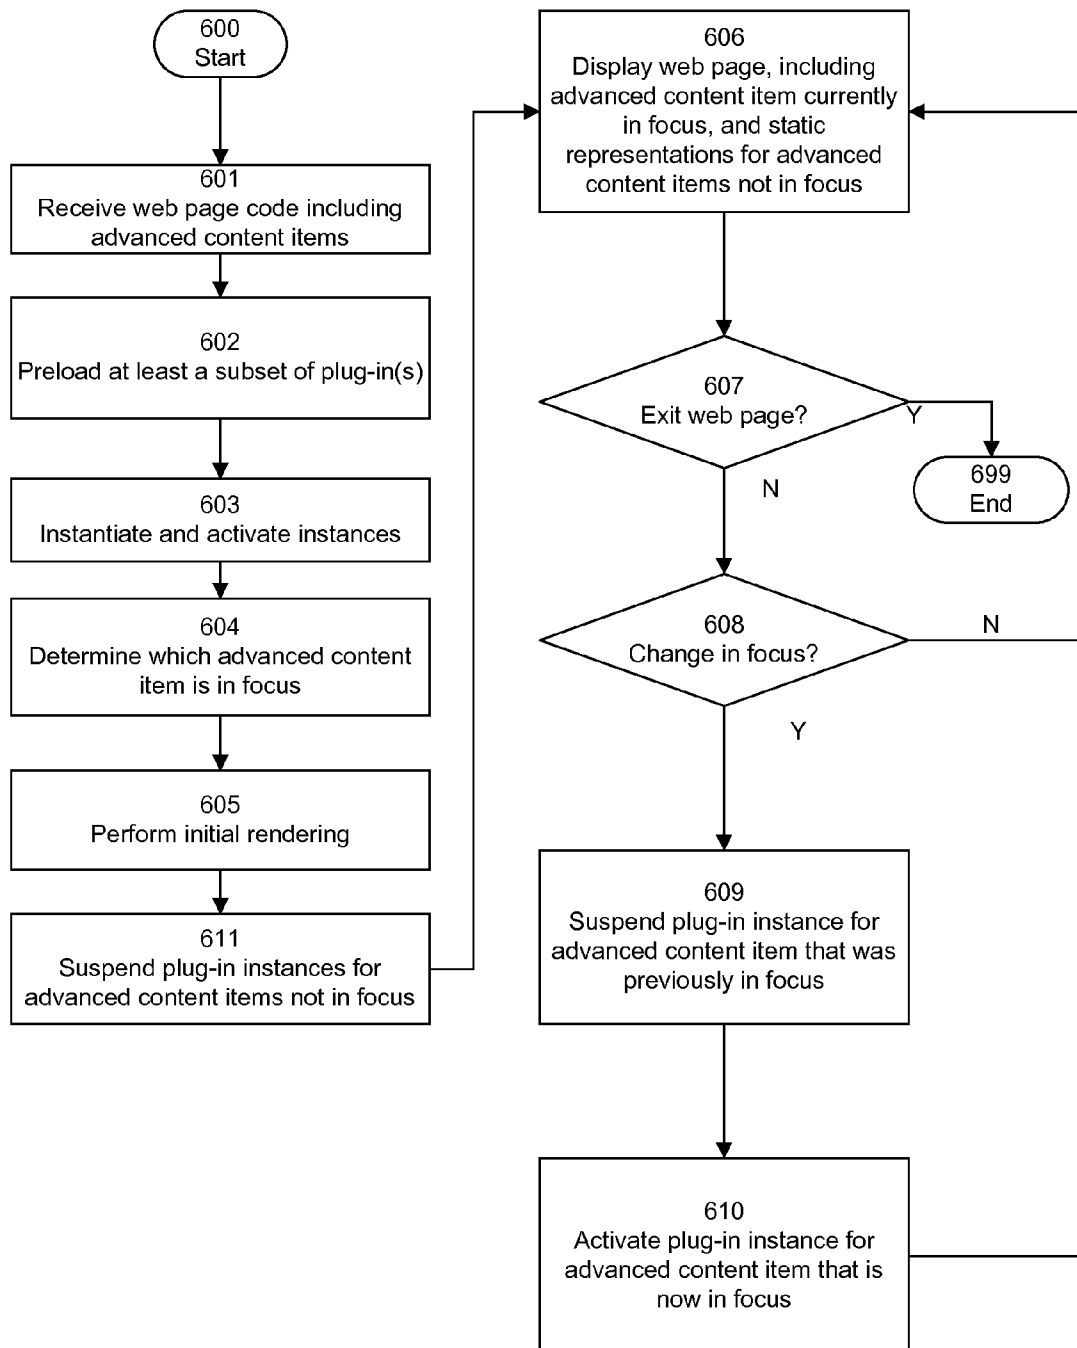 600
Start
601
Receive web page code including
advanced content items
602
Preload at least a subset of plug-in(s)
603
Instantiate and activate instances
604
Determine which advanced content
item is in focus
605
Perform initial rendering
611
Suspend plug-in instances for
advanced content items not in focus
606
Display web page, including
advanced content item currently
in focus, and static
representations for advanced
content items not in focus
607
Exit web page?
Y
699
End
N
608
Change in focus?
N
Y
609
Suspend plug-in instance for
advanced content item that was
previously in focus
610
Activate plug-in instance for
advanced content item that is
now in focus